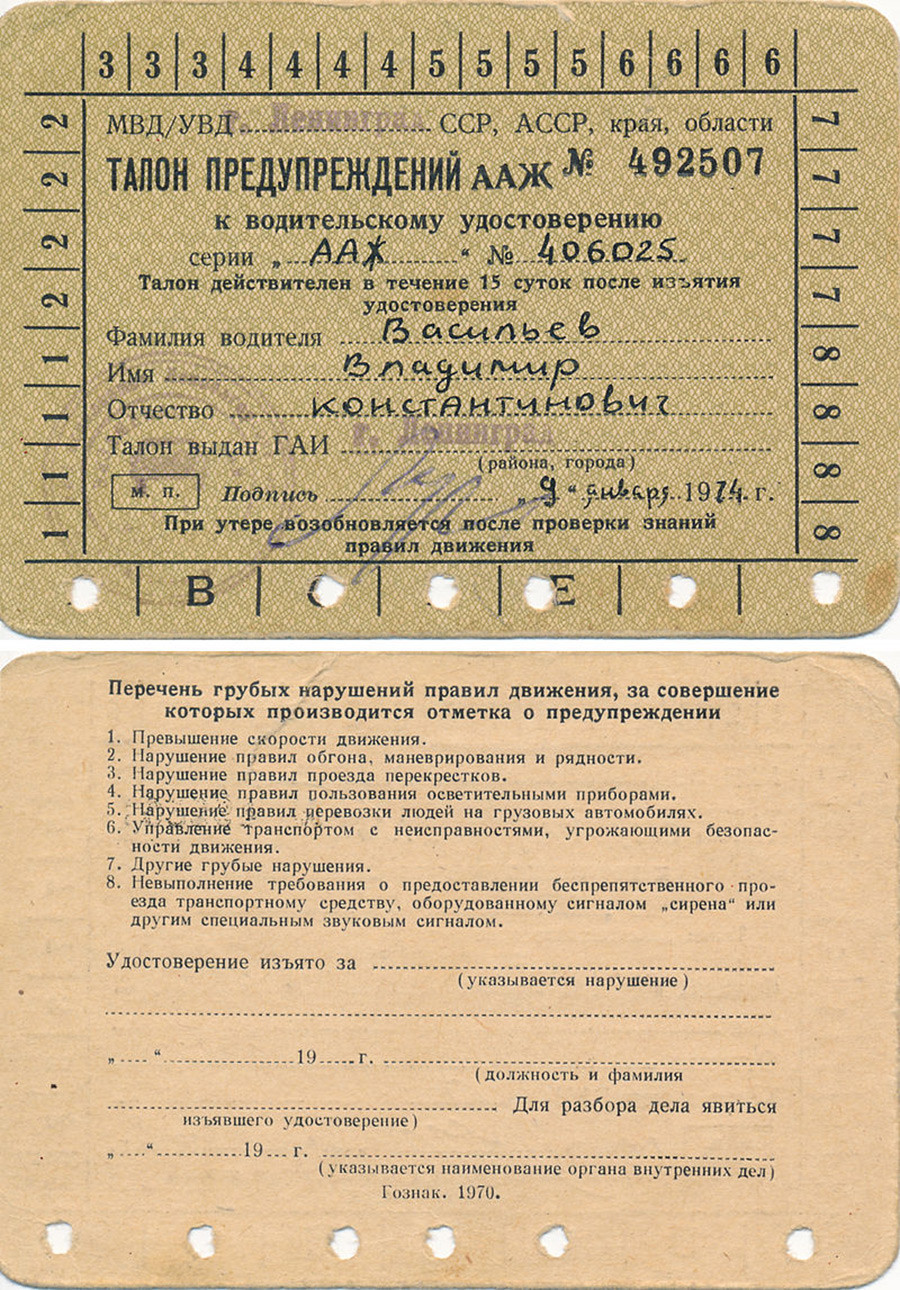 3 3 3 4 4 4 4 5 5 5 5 6 6 6 6
2 2 2 2 1 1 1 1
7 7 7 7 8 8 8 8
МВД/УВД г. Ленинград ССР, АССР, края, области
ТАЛОН ПРЕДУПРЕЖДЕНИЙ ААЖ № 492507
к водительскому удостоверению
серии „ ААЖ “ № 406025
Талон действителен в течение 15 суток после изъятия
удостоверения
Фамилия водителя Васильев
Имя Владимир
Отчество Константинович
Талон выдан ГАИ г. Ленинград
(района, города)
м. п. Подпись „ 9 “ января 1974 г.
При утере возобновляется после проверки знаний
правил движения
В С Е
Перечень грубых нарушений правил движения, за совершение
которых производится отметка о предупреждении
1. Превышение скорости движения.
2. Нарушение правил обгона, маневрирования и рядности.
3. Нарушение правил проезда перекрестков.
4. Нарушение правил пользования осветительными приборами.
5. Нарушение правил перевозки людей на грузовых автомобилях.
6. Управление транспортом с неисправностями, угрожающими безопас-
ности движения.
7. Другие грубые нарушения.
8. Невыполнение требования о предоставлении беспрепятственного про-
езда транспортному средству, оборудованному сигналом „сирена“ или
другим специальным звуковым сигналом.
Удостоверение изъято за
(указывается нарушение)
„ “ 19 г.
(должность и фамилия
Для разбора дела явиться
изъявшего удостоверение)
„ “ 19 г.
(указывается наименование органа внутренних дел)
Гознак. 1970.